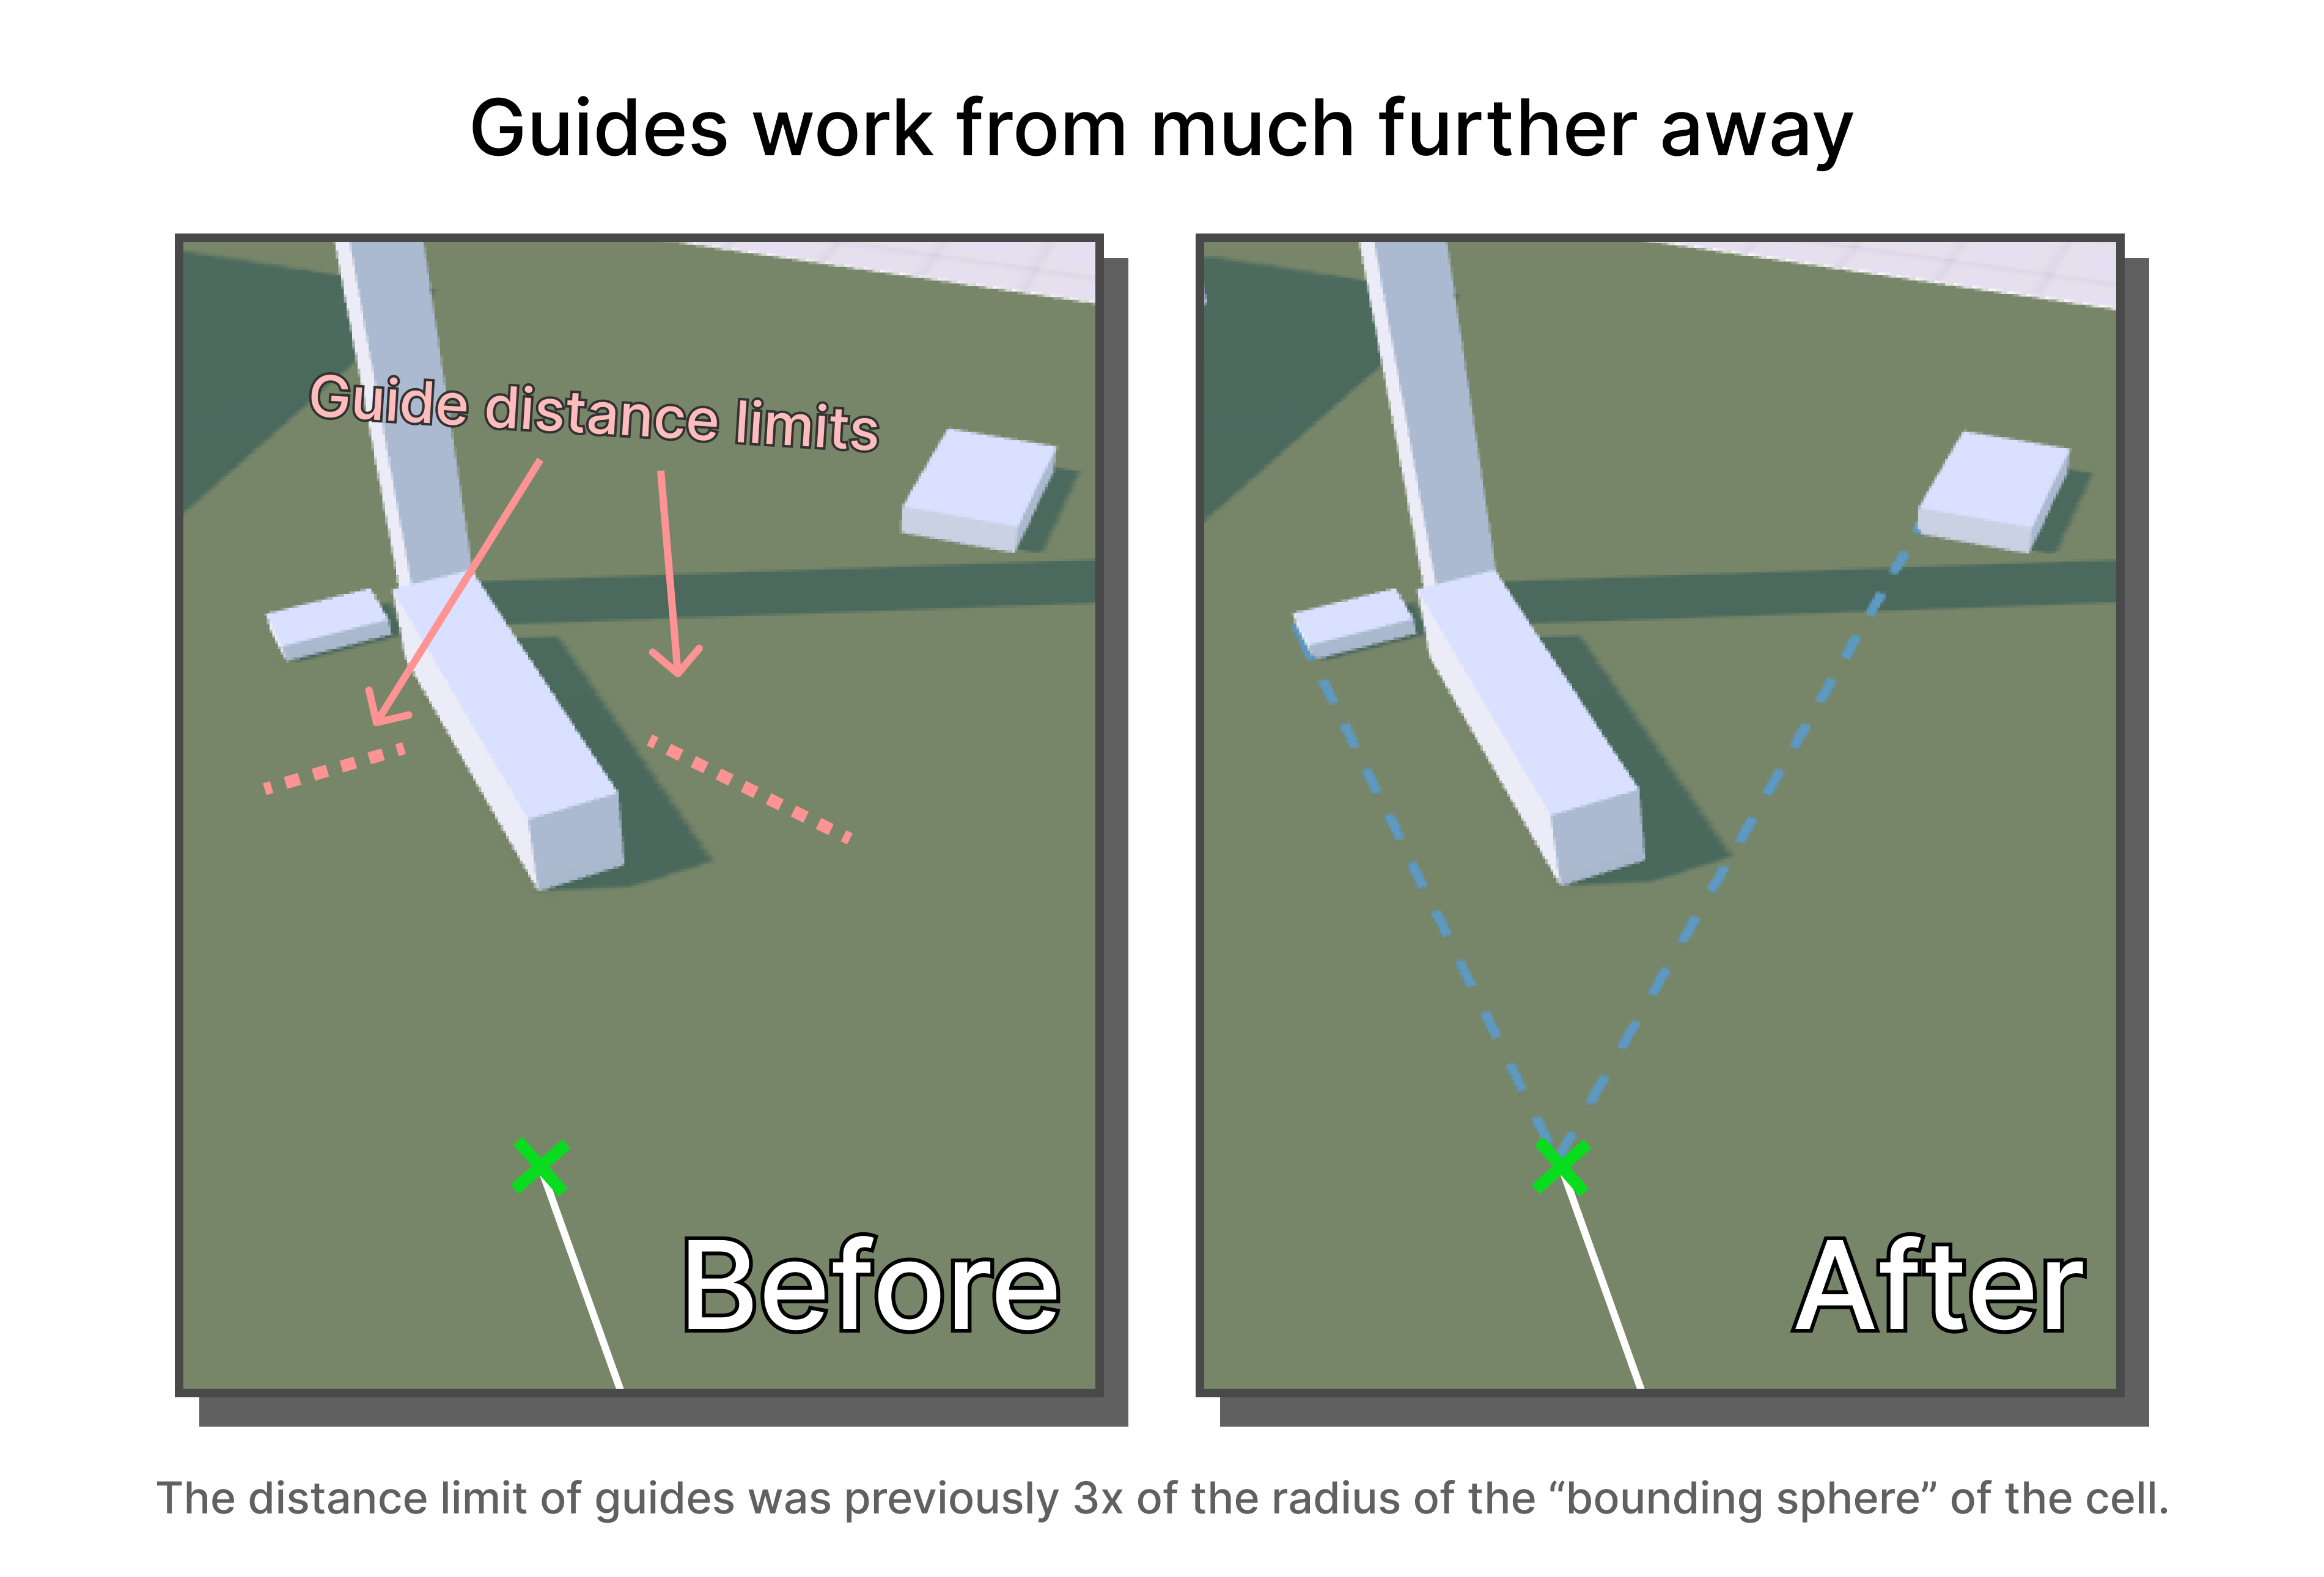 Guides work from much further away
Guide distance limits
Before
After
The distance limit of guides was previously 3x of the radius of the “bounding sphere” of the cell.